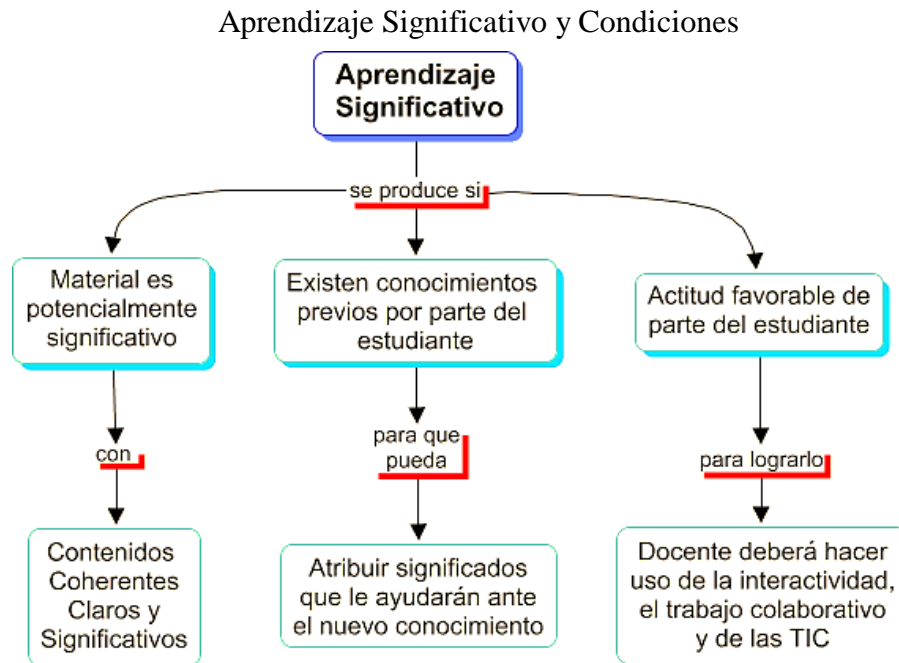 Aprendizaje Significativo y Condiciones
Aprendizaje
Significativo
se produce si
Material es
potencialmente
significativo
Existen conocimientos
previos por parte del
estudiante
Actitud favorable de
parte del estudiante
con
para que
pueda
para lograrlo
Contenidos
Coherentes
Claros y
Significativos
Atribuir significados
que le ayudarán ante
el nuevo conocimiento
Docente deberá hacer
uso de la interactividad,
el trabajo colaborativo
y de las TIC